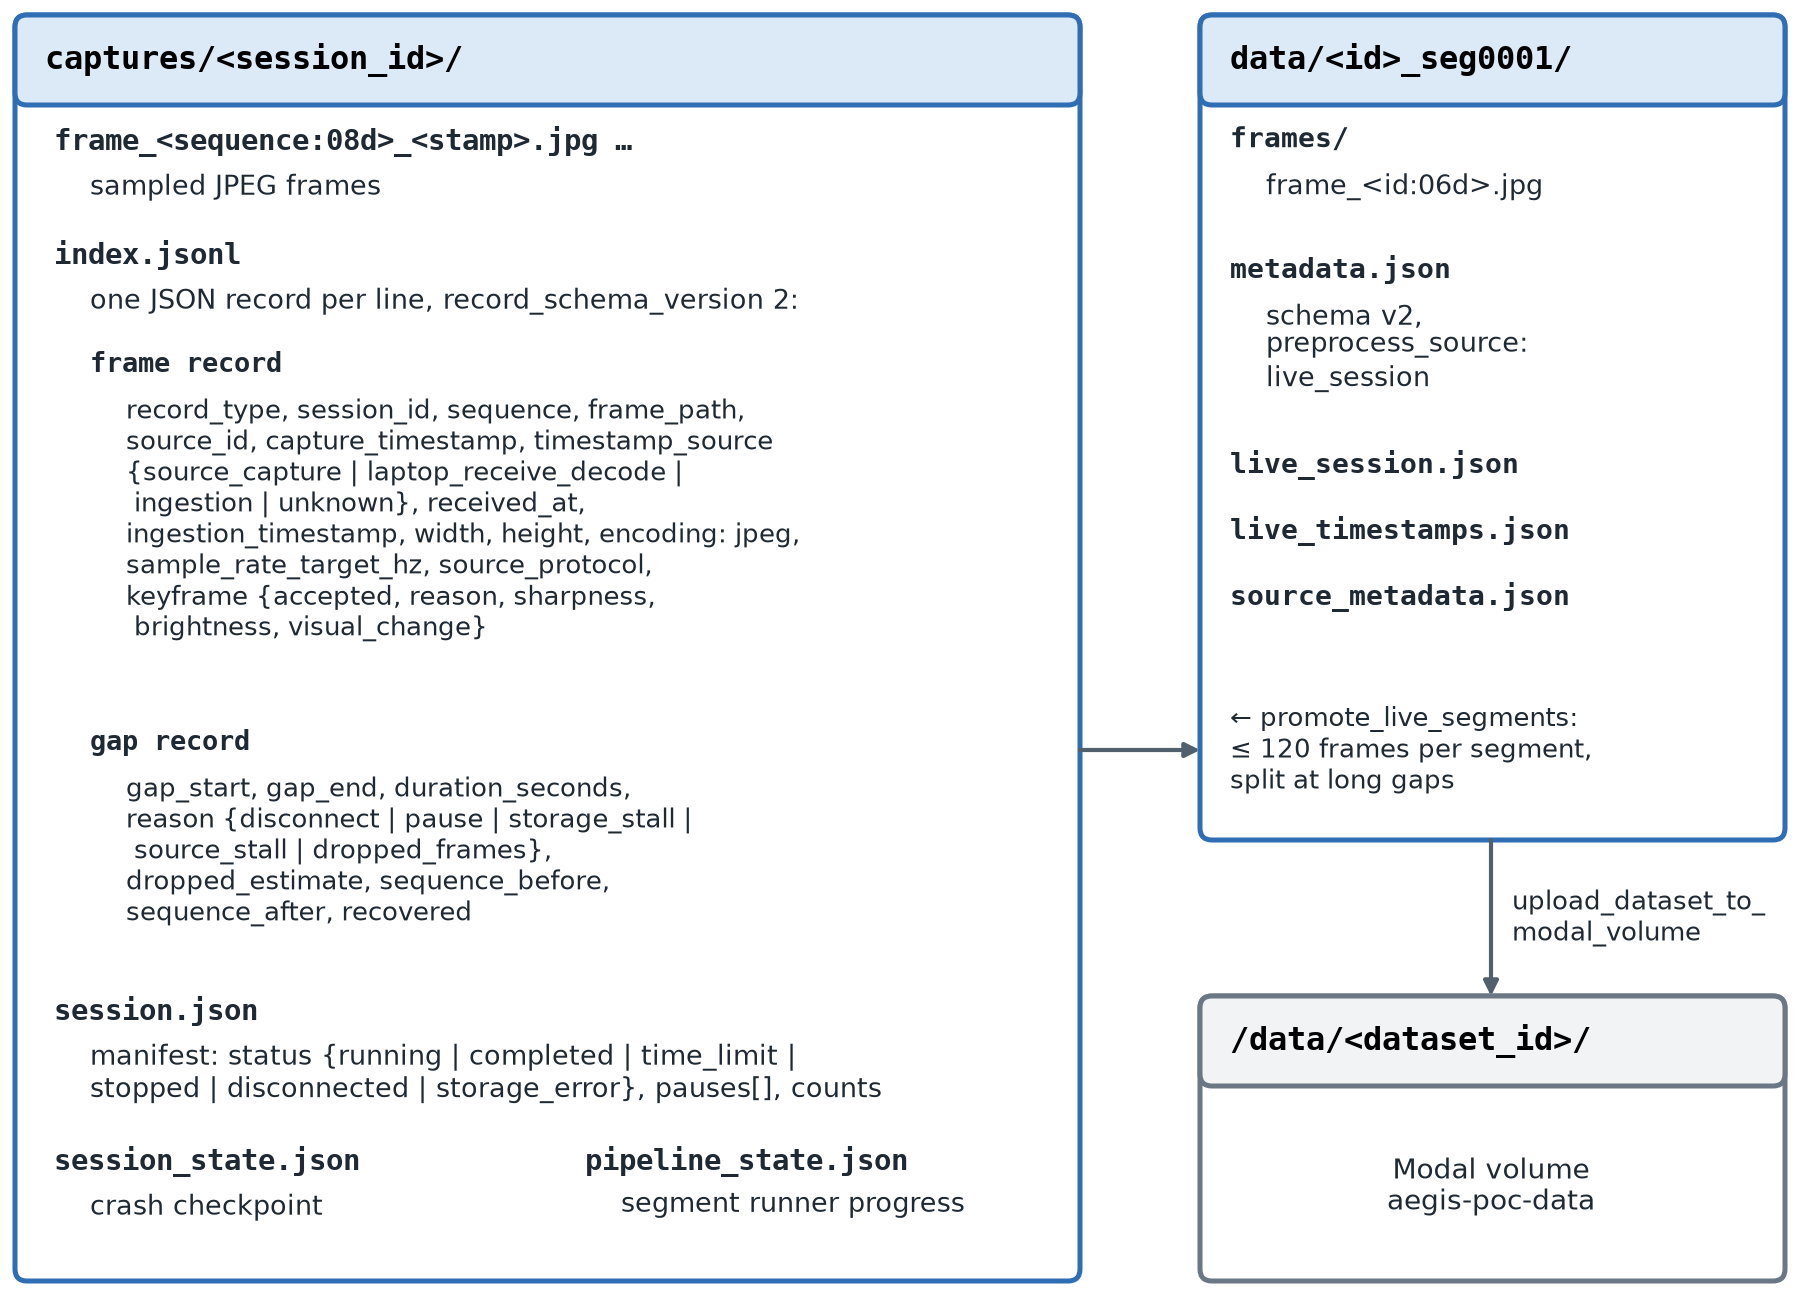 captures/<session_id>/
frame_<sequence:08d>_<stamp>.jpg …
sampled JPEG frames
index.jsonl
one JSON record per line, record_schema_version 2:
frame record
record_type, session_id, sequence, frame_path,
source_id, capture_timestamp, timestamp_source
{source_capture | laptop_receive_decode |
ingestion | unknown}, received_at,
ingestion_timestamp, width, height, encoding: jpeg,
sample_rate_target_hz, source_protocol,
keyframe {accepted, reason, sharpness,
brightness, visual_change}
gap record
gap_start, gap_end, duration_seconds,
reason {disconnect | pause | storage_stall |
source_stall | dropped_frames},
dropped_estimate, sequence_before,
sequence_after, recovered
session.json
manifest: status {running | completed | time_limit |
stopped | disconnected | storage_error}, pauses[], counts
session_state.json
crash checkpoint
pipeline_state.json
segment runner progress
data/<id>_seg0001/
frames/
frame_<id:06d>.jpg
metadata.json
schema v2,
preprocess_source:
live_session
live_session.json
live_timestamps.json
source_metadata.json
← promote_live_segments:
≤ 120 frames per segment,
split at long gaps
upload_dataset_to_
modal_volume
/data/<dataset_id>/
Modal volume
aegis-poc-data